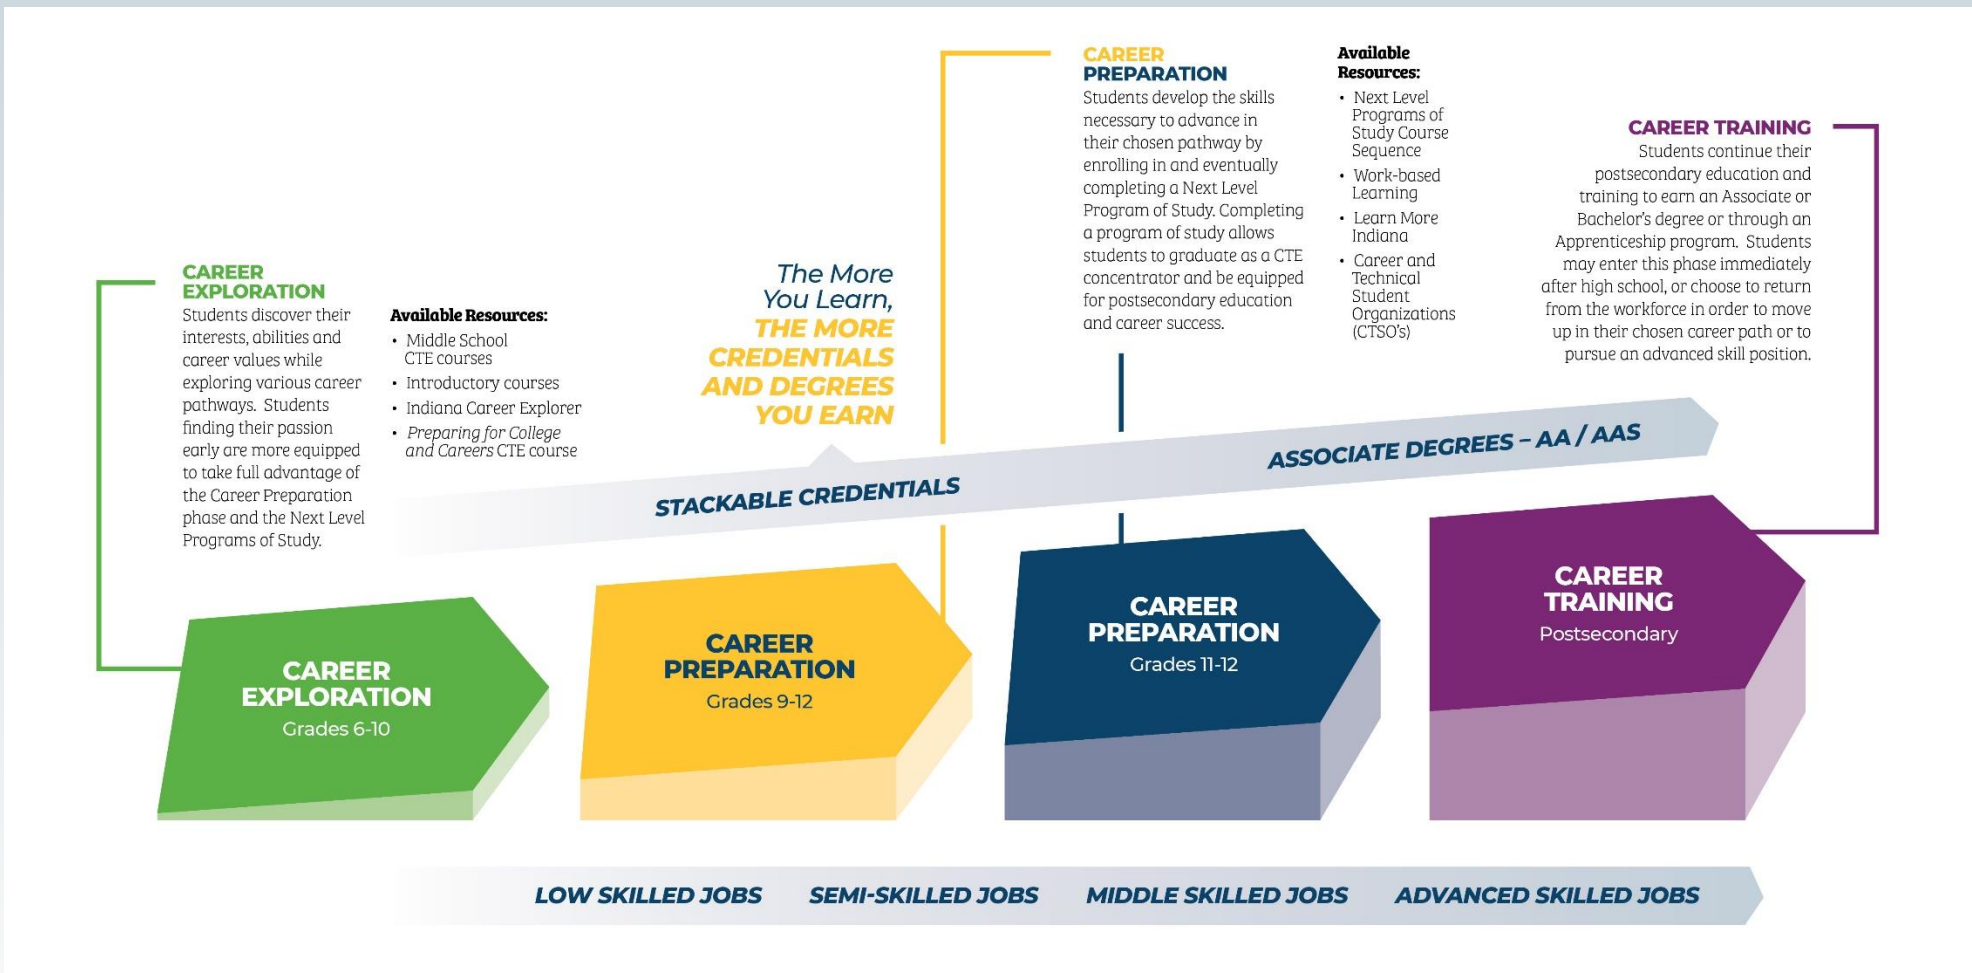 CAREER
EXPLORATION
Students discover their
interests, abilities and
career values while
exploring various career
pathways. Students
finding their passion
early are more equipped
to take full advantage of
the Career Preparation
phase and the Next Level
Programs of Study.
Available Resources:
• Middle School
CTE courses
• Introductory courses
• Indiana Career Explorer
• Preparing for College
and Careers CTE course
The More
You Learn,
THE MORE
CREDENTIALS
AND DEGREES
YOU EARN
CAREER
PREPARATION
Students develop the skills
necessary to advance in
their chosen pathway by
enrolling in and eventually
completing a Next Level
Program of Study. Completing
a program of study allows
students to graduate as a CTE
concentrator and be equipped
for postsecondary education
and career success.
Available
Resources:
• Next Level
Programs of
Study Course
Sequence
• Work-based
Learning
• Learn More
Indiana
• Career and
Technical
Student
Organizations
(CTSO's)
CAREER TRAINING
Students continue their
postsecondary education and
training to earn an Associate or
Bachelor's degree or through an
Apprenticeship program. Students
may enter this phase immediately
after high school, or choose to return
from the workforce in order to move
up in their chosen career path or to
pursue an advanced skill position.
STACKABLE CREDENTIALS
ASSOCIATE DEGREES – AA / AAS
CAREER
EXPLORATION
Grades 6-10
CAREER
PREPARATION
Grades 9-12
CAREER
PREPARATION
Grades 11-12
CAREER
TRAINING
Postsecondary
LOW SKILLED JOBS
SEMI-SKILLED JOBS
MIDDLE SKILLED JOBS
ADVANCED SKILLED JOBS